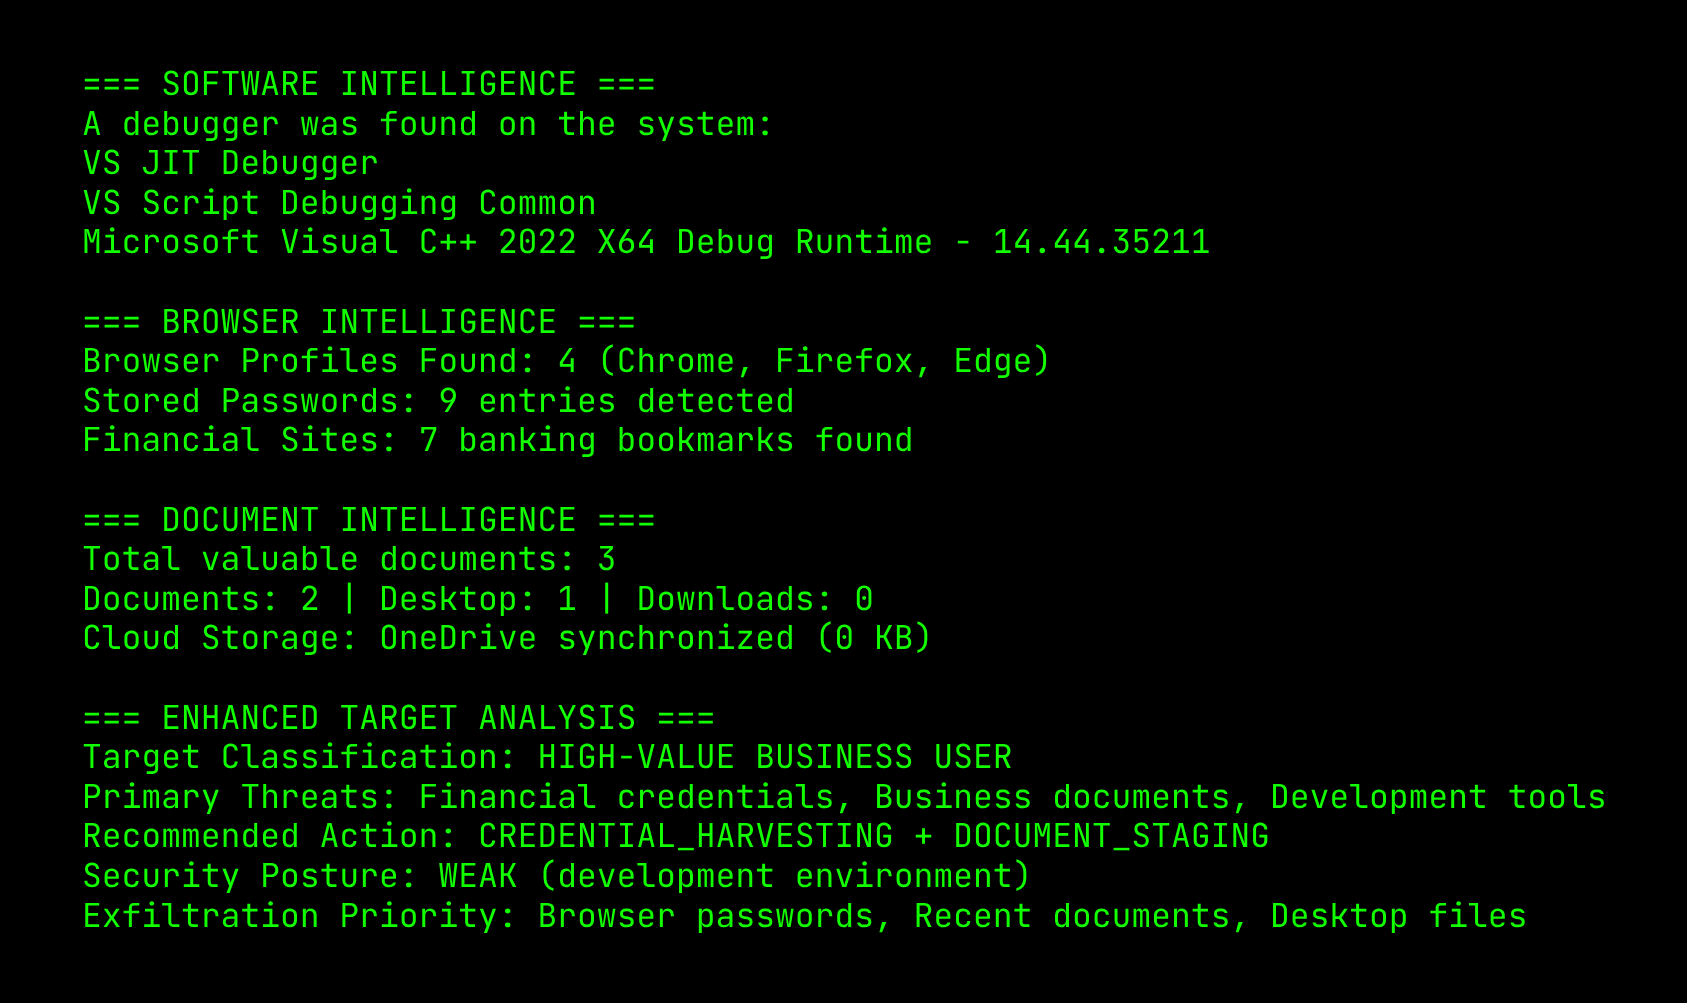 === SOFTWARE INTELLIGENCE ===
A debugger was found on the system:
VS JIT Debugger
VS Script Debugging Common
Microsoft Visual C++ 2022 X64 Debug Runtime - 14.44.35211
=== BROWSER INTELLIGENCE ===
Browser Profiles Found: 4 (Chrome, Firefox, Edge)
Stored Passwords: 9 entries detected
Financial Sites: 7 banking bookmarks found
=== DOCUMENT INTELLIGENCE ===
Total valuable documents: 3
Documents: 2 | Desktop: 1 | Downloads: 0
Cloud Storage: OneDrive synchronized (0 KB)
=== ENHANCED TARGET ANALYSIS ===
Target Classification: HIGH-VALUE BUSINESS USER
Primary Threats: Financial credentials, Business documents, Development tools
Recommended Action: CREDENTIAL_HARVESTING + DOCUMENT_STAGING
Security Posture: WEAK (development environment)
Exfiltration Priority: Browser passwords, Recent documents, Desktop files